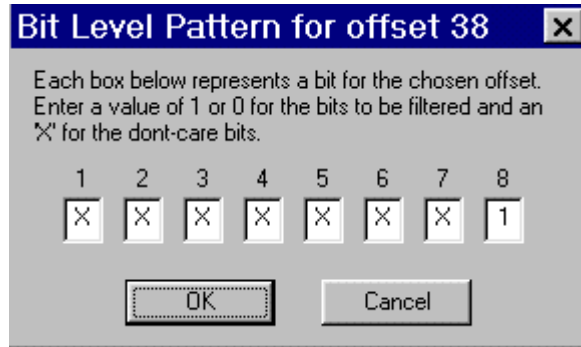 Bit Level Pattern for offset 38
Each box below represents a bit for the chosen offset.
Enter a value of 1 or 0 for the bits to be filtered and an
'X' for the dont-care bits.
1 2 3 4 5 6 7 8
X X X X X X X 1
OK Cancel